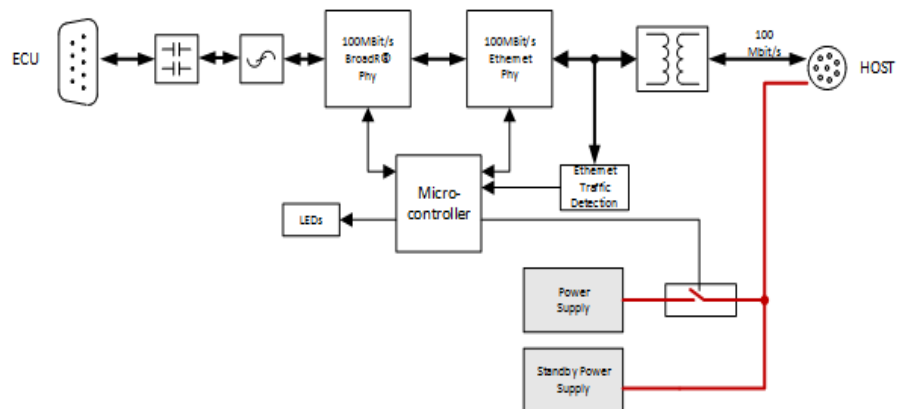 ECU
100MBit/s
BroadR®
Phy
100MBit/s
Ethernet
Phy
100
Mbit/s
HOST
Micro-
controller
Ethernet
Traffic
Detection
LEDs
Power
Supply
Standby Power
Supply